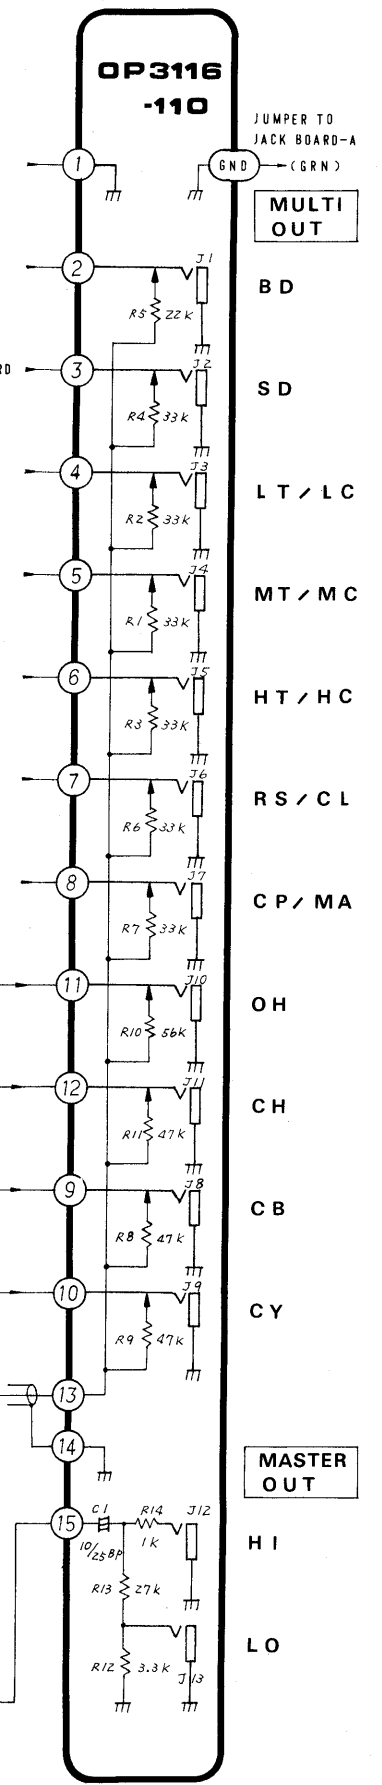 OP3116
-110
JUMPER TO
JACK BOARD-A
1
GND
(GRN)
MULTI
OUT
2
J1
BD
R5 22K
RD
3
J2
SD
R4 33K
4
J3
LT/LC
R2 33K
5
J4
MT/MC
R1 33K
6
J5
HT/HC
R3 33K
7
J6
RS/CL
R6 33K
8
J7
CP/MA
R7 33K
11
J10
OH
R10 56K
12
J11
CH
R11 47K
9
J8
CB
R8 47K
10
J9
CY
R9 47K
13
14
MASTER
OUT
15
C1
R14
J12
10/25BP
1K
HI
R13 27K
LO
R12 3.3K
J13